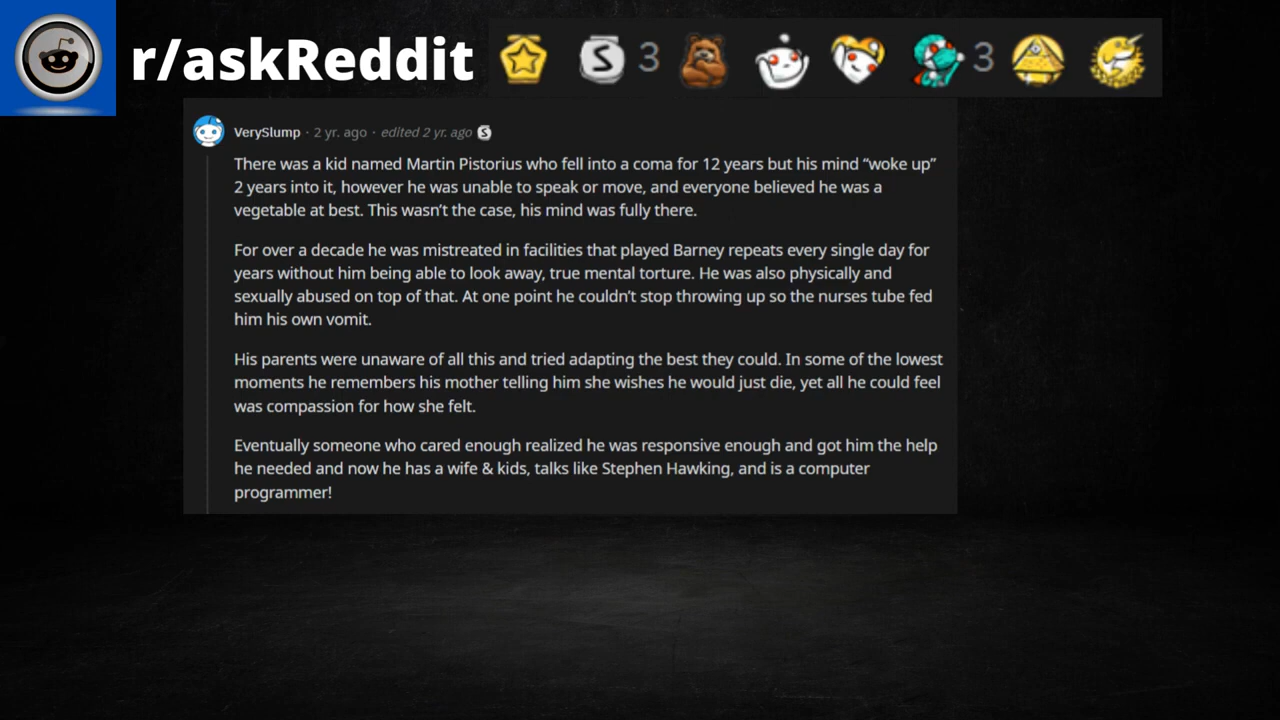 r/askReddit
3
3
VerySlump · 2 yr. ago · edited 2 yr. ago
There was a kid named Martin Pistorius who fell into a coma for 12 years but his mind “woke up”
2 years into it, however he was unable to speak or move, and everyone believed he was a
vegetable at best. This wasn’t the case, his mind was fully there.
For over a decade he was mistreated in facilities that played Barney repeats every single day for
years without him being able to look away, true mental torture. He was also physically and
sexually abused on top of that. At one point he couldn’t stop throwing up so the nurses tube fed
him his own vomit.
His parents were unaware of all this and tried adapting the best they could. In some of the lowest
moments he remembers his mother telling him she wishes he would just die, yet all he could feel
was compassion for how she felt.
Eventually someone who cared enough realized he was responsive enough and got him the help
he needed and now he has a wife & kids, talks like Stephen Hawking, and is a computer
programmer!